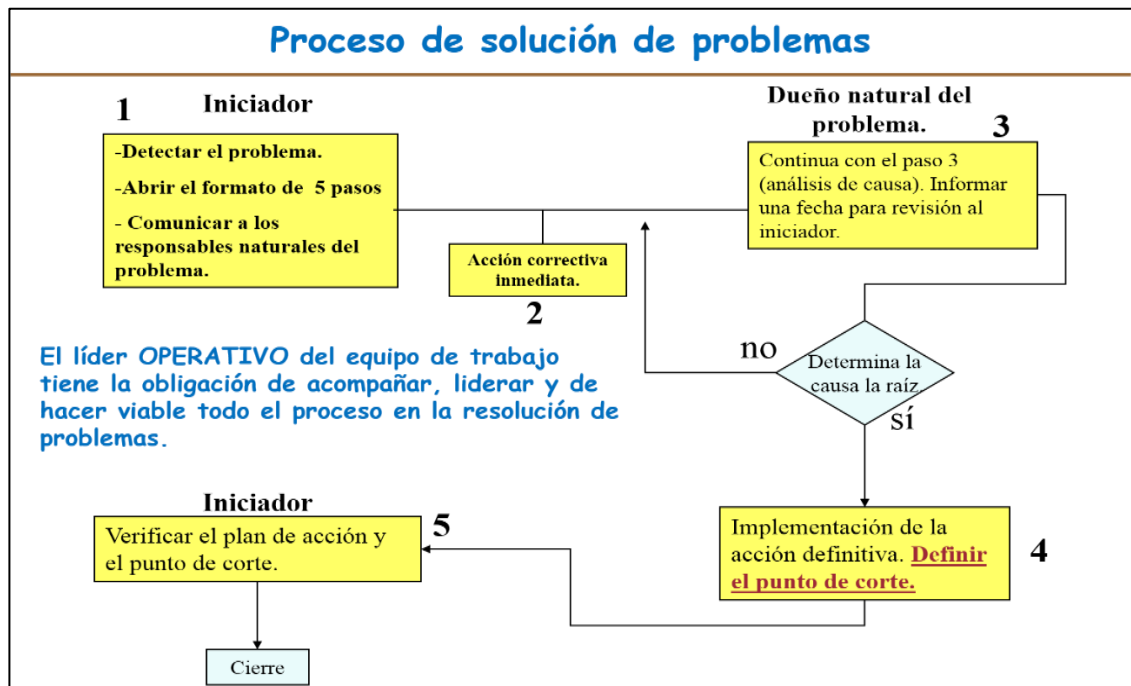 Proceso de solución de problemas
1
Iniciador
-Detectar el problema.
-Abrir el formato de 5 pasos
- Comunicar a los
responsables naturales del
problema.
Acción correctiva
inmediata.
2
Dueño natural del
problema.
3
Continua con el paso 3
(análisis de causa). Informar
una fecha para revisión al
iniciador.
no
Determina la
causa la raíz.
sí
El líder OPERATIVO del equipo de trabajo
tiene la obligación de acompañar, liderar y de
hacer viable todo el proceso en la resolución de
problemas.
Implementación de la
acción definitiva. Definir
el punto de corte.
4
Iniciador
5
Verificar el plan de acción y
el punto de corte.
Cierre